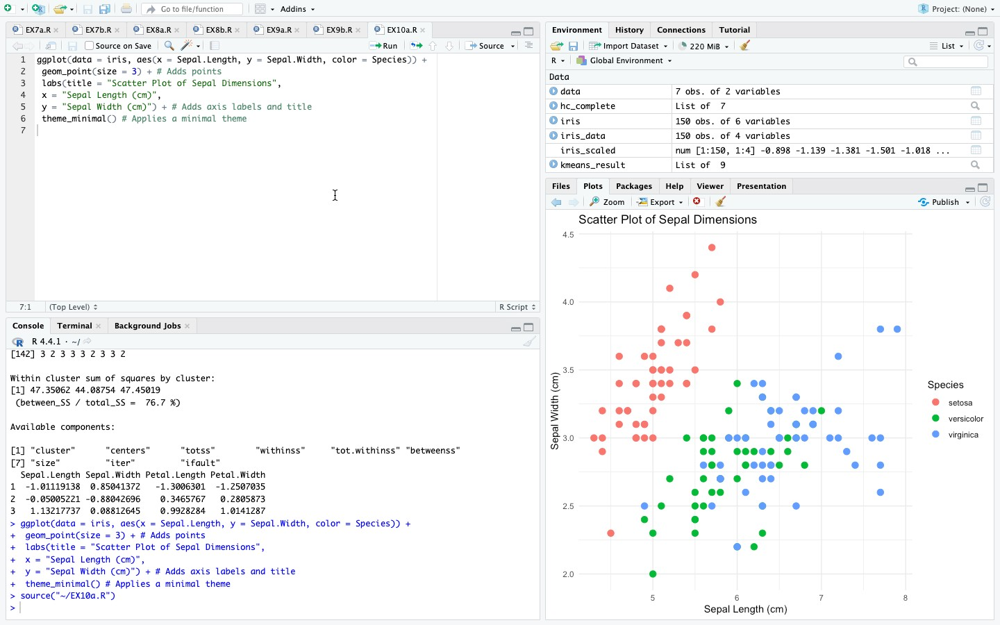 Go to file/function
Addins
Project: (None)
EX7a.R
EX7b.R
EX8a.R
EX8b.R
EX9a.R
EX9b.R
EX10a.R
Source on Save
Run
Source
1 ggplot(data = iris, aes(x = Sepal.Length, y = Sepal.Width, color = Species)) +
2 geom_point(size = 3) + # Adds points
3 labs(title = "Scatter Plot of Sepal Dimensions",
4 x = "Sepal Length (cm)",
5 y = "Sepal Width (cm)") + # Adds axis labels and title
6 theme_minimal() # Applies a minimal theme
7
7:1 (Top Level) R Script
Console Terminal Background Jobs
R 4.4.1 · ~/
[142] 3 2 3 3 3 2 3 3 2
Within cluster sum of squares by cluster:
[1] 47.35062 44.08754 47.45019
(between_SS / total_SS = 76.7 %)
Available components:
[1] "cluster" "centers" "totss" "withinss" "tot.withinss" "betweenss"
[7] "size" "iter" "ifault"
Sepal.Length Sepal.Width Petal.Length Petal.Width
1 -1.01119138 0.85041372 -1.3006301 -1.2507035
2 -0.05005221 -0.88042696 0.3465767 0.2805873
3 1.13217737 0.08812645 0.9928284 1.0141287
> ggplot(data = iris, aes(x = Sepal.Length, y = Sepal.Width, color = Species)) +
+ geom_point(size = 3) + # Adds points
+ labs(title = "Scatter Plot of Sepal Dimensions",
+ x = "Sepal Length (cm)",
+ y = "Sepal Width (cm)") + # Adds axis labels and title
+ theme_minimal() # Applies a minimal theme
> source("~/EX10a.R")
>
Environment History Connections Tutorial
Import Dataset 220 MiB List
R Global Environment
Data
data 7 obs. of 2 variables
hc_complete List of 7
iris 150 obs. of 6 variables
iris_data 150 obs. of 4 variables
iris_scaled num [1:150, 1:4] -0.898 -1.139 -1.381 -1.501 -1.018 ...
kmeans_result List of 9
Files Plots Packages Help Viewer Presentation
Zoom Export Publish
Scatter Plot of Sepal Dimensions
4.5
4.0
3.5
3.0
2.5
2.0
Sepal Width (cm)
5 6 7 8
Sepal Length (cm)
Species
setosa
versicolor
virginica